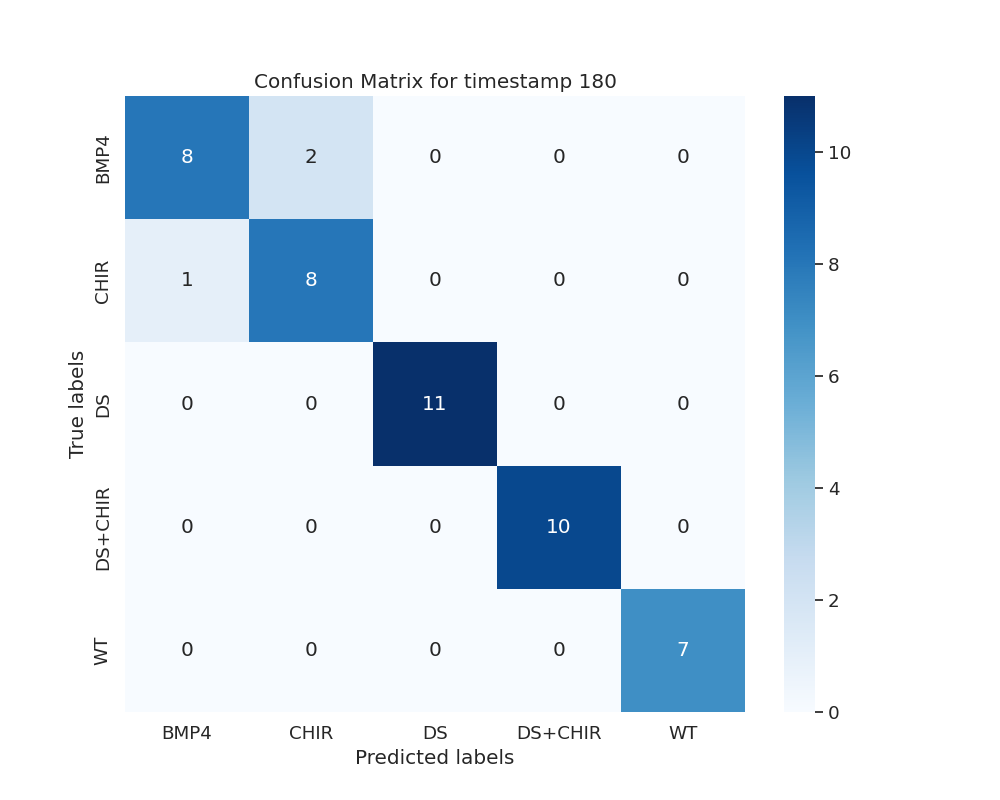 Confusion Matrix for timestamp 180
True labels
BMP4 8 2 0 0 0
CHIR 1 8 0 0 0
DS 0 0 11 0 0
DS+CHIR 0 0 0 10 0
WT 0 0 0 0 7
BMP4 CHIR DS DS+CHIR WT
Predicted labels
10
8
6
4
2
0